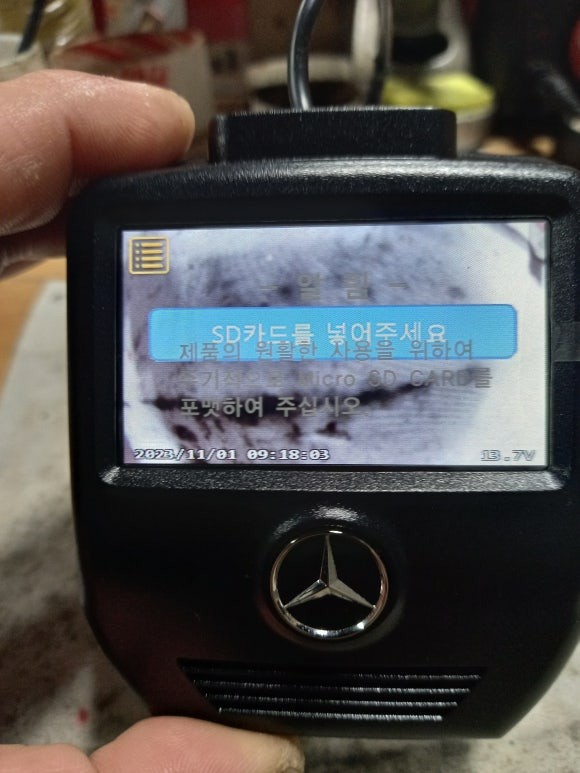 - 알 림 -
SD카드를 넣어주세요
제품의 원활한 사용을 위하여
주기적으로 Micro SD CARD를
포맷하여 주십시오.
2023/11/01 09:18:03
13.7V